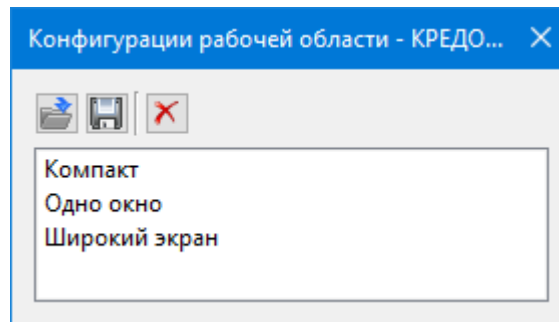 Конфигурации рабочей области - КРЕДО...
Компакт
Одно окно
Широкий экран